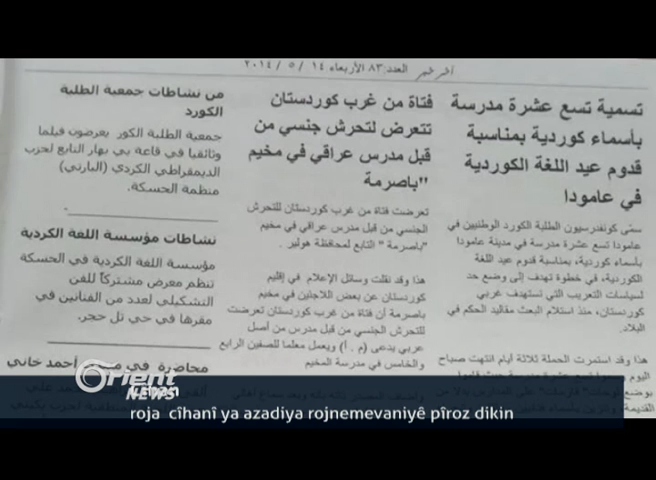 العدد:٨٣ الأربعاء ١٤ / ٥ / ٢٠١٤
تسمية تسع عشرة مدرسة
بأسماء كوردية بمناسبة
قدوم عيد اللغة الكوردية
في عامودا
سمّى كونفدرسيون الطلبة الكورد الوطنيين في
عامودا تسع عشرة مدرسة في مدينة عامودا
بأسماء كوردية، بمناسبة قدوم عيد اللغة
الكوردية، في خطوة تهدف إلى وضع حد
لسياسات التعريب التي تستهدف غربي
كوردستان، منذ استلام البعث مقاليد الحكم في
البلاد.
هذا وقد استمرت الحملة ثلاثة أيام انتهت صباح
اليوم
فتاة من غرب كوردستان
تتعرض لتحرش جنسي من
قبل مدرس عراقي في مخيم
"باصرمة
تعرضت فتاة من غرب كوردستان للتحرش
الجنسي من قبل مدرس عراقي في مخيم
"باصرمة " التابع لمحافظة هولير .
هذا وقد نقلت وسائل الإعلام في إقليم
كوردستان عن بعض اللاجئين في مخيم
باصرمة أن فتاة من غرب كوردستان تعرضت
للتحرش الجنسي من قبل مدرس من أصل
عربي يدعى (م . أ) ويعمل معلما للصفين الرابع
والخامس في مدرسة المخيم
من نشاطات جمعية الطلبة
الكورد
جمعية الطلبة الكور يعرضون فيلما
وثائقيا في قاعة بي بهار التابع لحزب
الديمقراطي الكردي (البارتي)
منظمة الحسكة.
نشاطات مؤسسة اللغة الكردية
مؤسسة اللغة الكردية في الحسكة
تنظم معرض مشتركاً للفن
التشكيلي لعدد من الفنانين في
مقرها في حي تل حجر.
محاضرة في أحمد خاني
Orient
NEWS
roja cîhanî ya azadiya rojnemevaniyê pîroz dikin